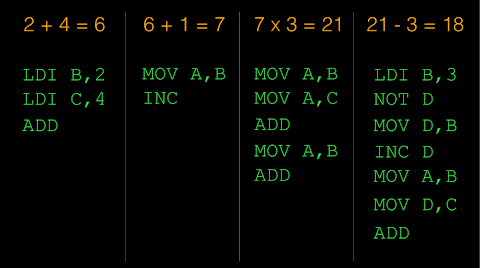 2 + 4 = 6
LDI B,2
LDI C,4
ADD
6 + 1 = 7
MOV A,B
INC
7 x 3 = 21
MOV A,B
MOV A,C
ADD
MOV A,B
ADD
21 - 3 = 18
LDI B,3
NOT D
MOV D,B
INC D
MOV A,B
MOV D,C
ADD